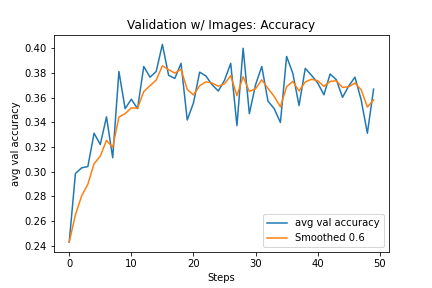 Validation w/ Images: Accuracy
0.40
0.38
0.36
0.34
0.32
0.30
0.28
0.26
0.24
avg val accuracy
avg val accuracy
Smoothed 0.6
0 10 20 30 40 50
Steps